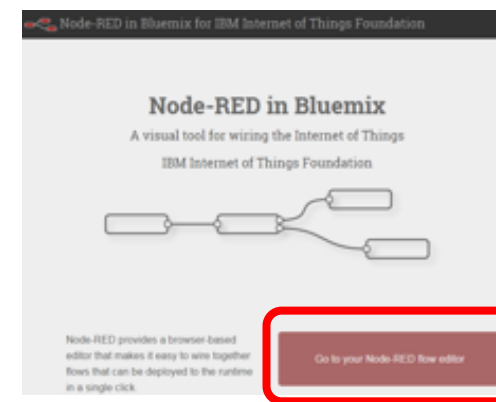 Node-RED in Bluemix for IBM Internet of Things Foundation
Node-RED in Bluemix
A visual tool for wiring the Internet of Things
IBM Internet of Things Foundation
Node-RED provides a browser-based
editor that makes it easy to wire together
flows that can be deployed to the runtime
in a single click.
Go to your Node-RED flow editor